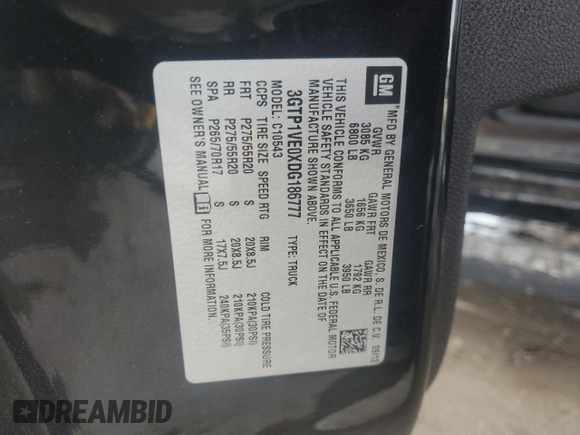 GM
MFD BY GENERAL MOTORS DE MEXICO, S. DE R.L. DE C.V. 09/12
GVWR GAWR FRT GAWR RR
3085 KG 1656 KG 1792 KG
6800 LB 3650 LB 3950 LB
THIS VEHICLE CONFORMS TO ALL APPLICABLE U.S. FEDERAL MOTOR
VEHICLE SAFETY STANDARDS IN EFFECT ON THE DATE OF
MANUFACTURE SHOWN ABOVE.
3GTP1VE0XDG186777 TYPE: TRUCK
MODEL: C10543
CCPS TIRE SIZE SPEED RTG RIM COLD TIRE PRESSURE
FRT P275/55R20 S 20X8.5J 210KPA(30PSI)
RR P275/55R20 S 20X8.5J 210KPA(30PSI)
SPA P265/70R17 S 17X7.5J 240KPA(35PSI)
SEE OWNER'S MANUAL FOR MORE INFORMATION.
DREAMBID